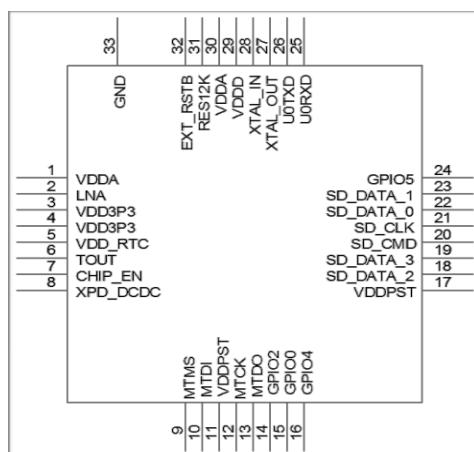 33
32
31
30
29
28
27
26
25
GND
EXT_RSTB
RES12K
VDDA
VDDD
XTAL_IN
XTAL_OUT
U0TXD
U0RXD
1 VDDA
2 LNA
3 VDD3P3
4 VDD3P3
5 VDD_RTC
6 TOUT
7 CHIP_EN
8 XPD_DCDC
GPIO5 24
SD_DATA_1 23
SD_DATA_0 22
SD_CLK 21
SD_CMD 20
SD_DATA_3 19
SD_DATA_2 18
VDDPST 17
MTMS
MTDI
VDDPST
MTCK
MTDO
GPIO2
GPIO0
GPIO4
9
10
11
12
13
14
15
16